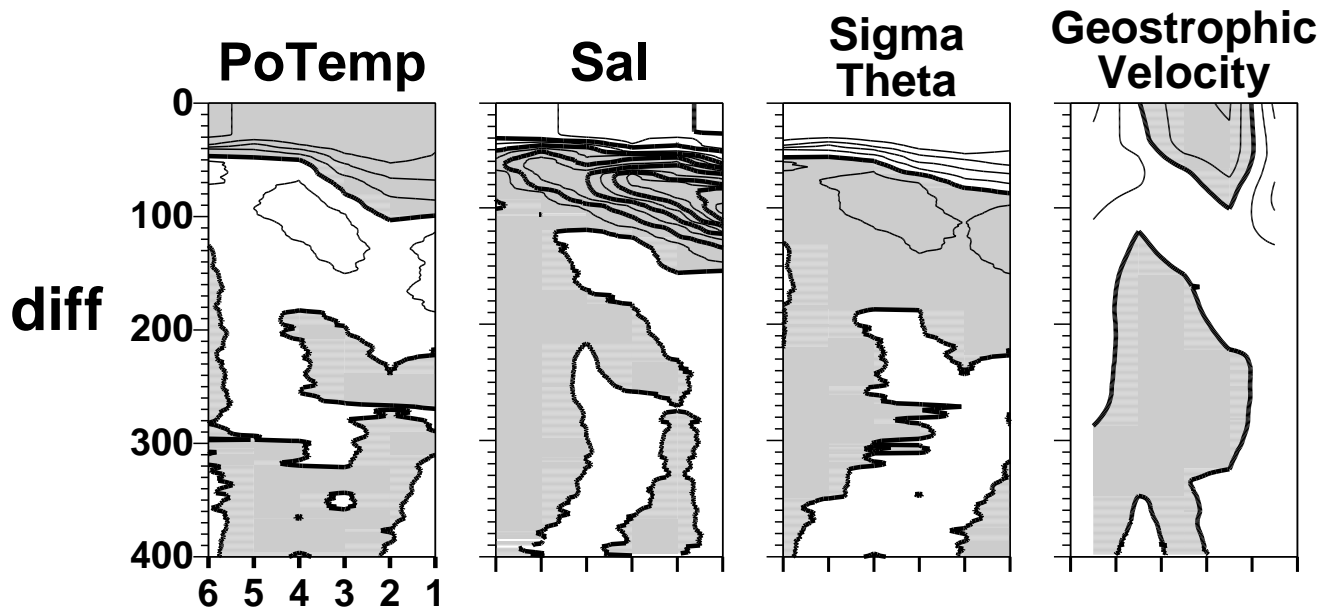 PoTemp
Sal
Sigma
Theta
Geostrophic
Velocity
diff
0
100
200
300
400
6 5 4 3 2 1